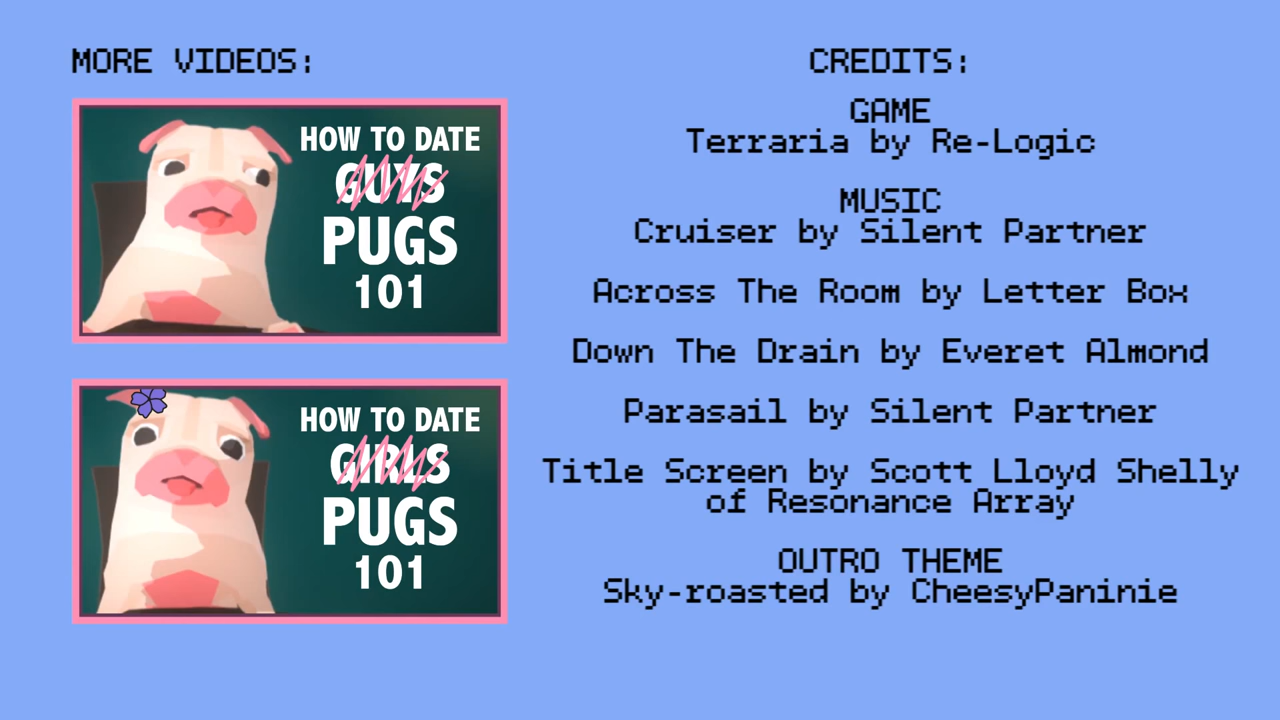 MORE VIDEOS:
HOW TO DATE
GUYS
PUGS
101
HOW TO DATE
GIRLS
PUGS
101
CREDITS:
GAME
Terraria by Re-Logic
MUSIC
Cruiser by Silent Partner
Across The Room by Letter Box
Down The Drain by Everet Almond
Parasail by Silent Partner
Title Screen by Scott Lloyd Shelly
of Resonance Array
OUTRO THEME
Sky-roasted by CheesyPaninie